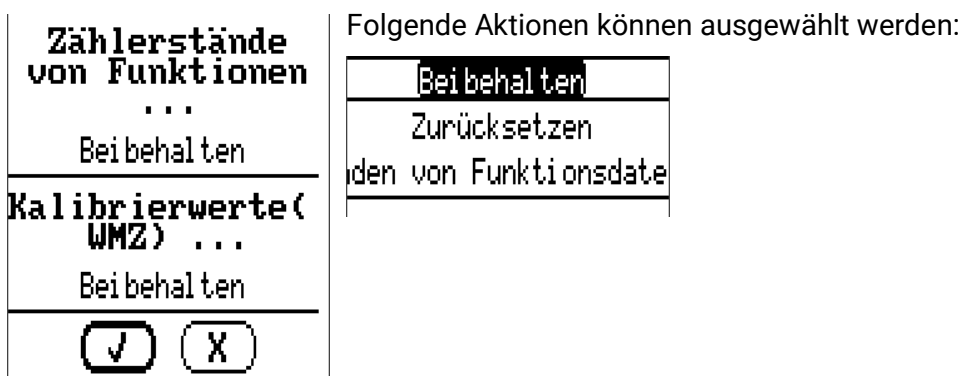 Zählerstände
von Funktionen
...
Beibehalten
Kalibrierwerte(
WMZ) ...
Beibehalten
√ X
Folgende Aktionen können ausgewählt werden:
Beibehalten
Zurücksetzen
den von Funktionsdate